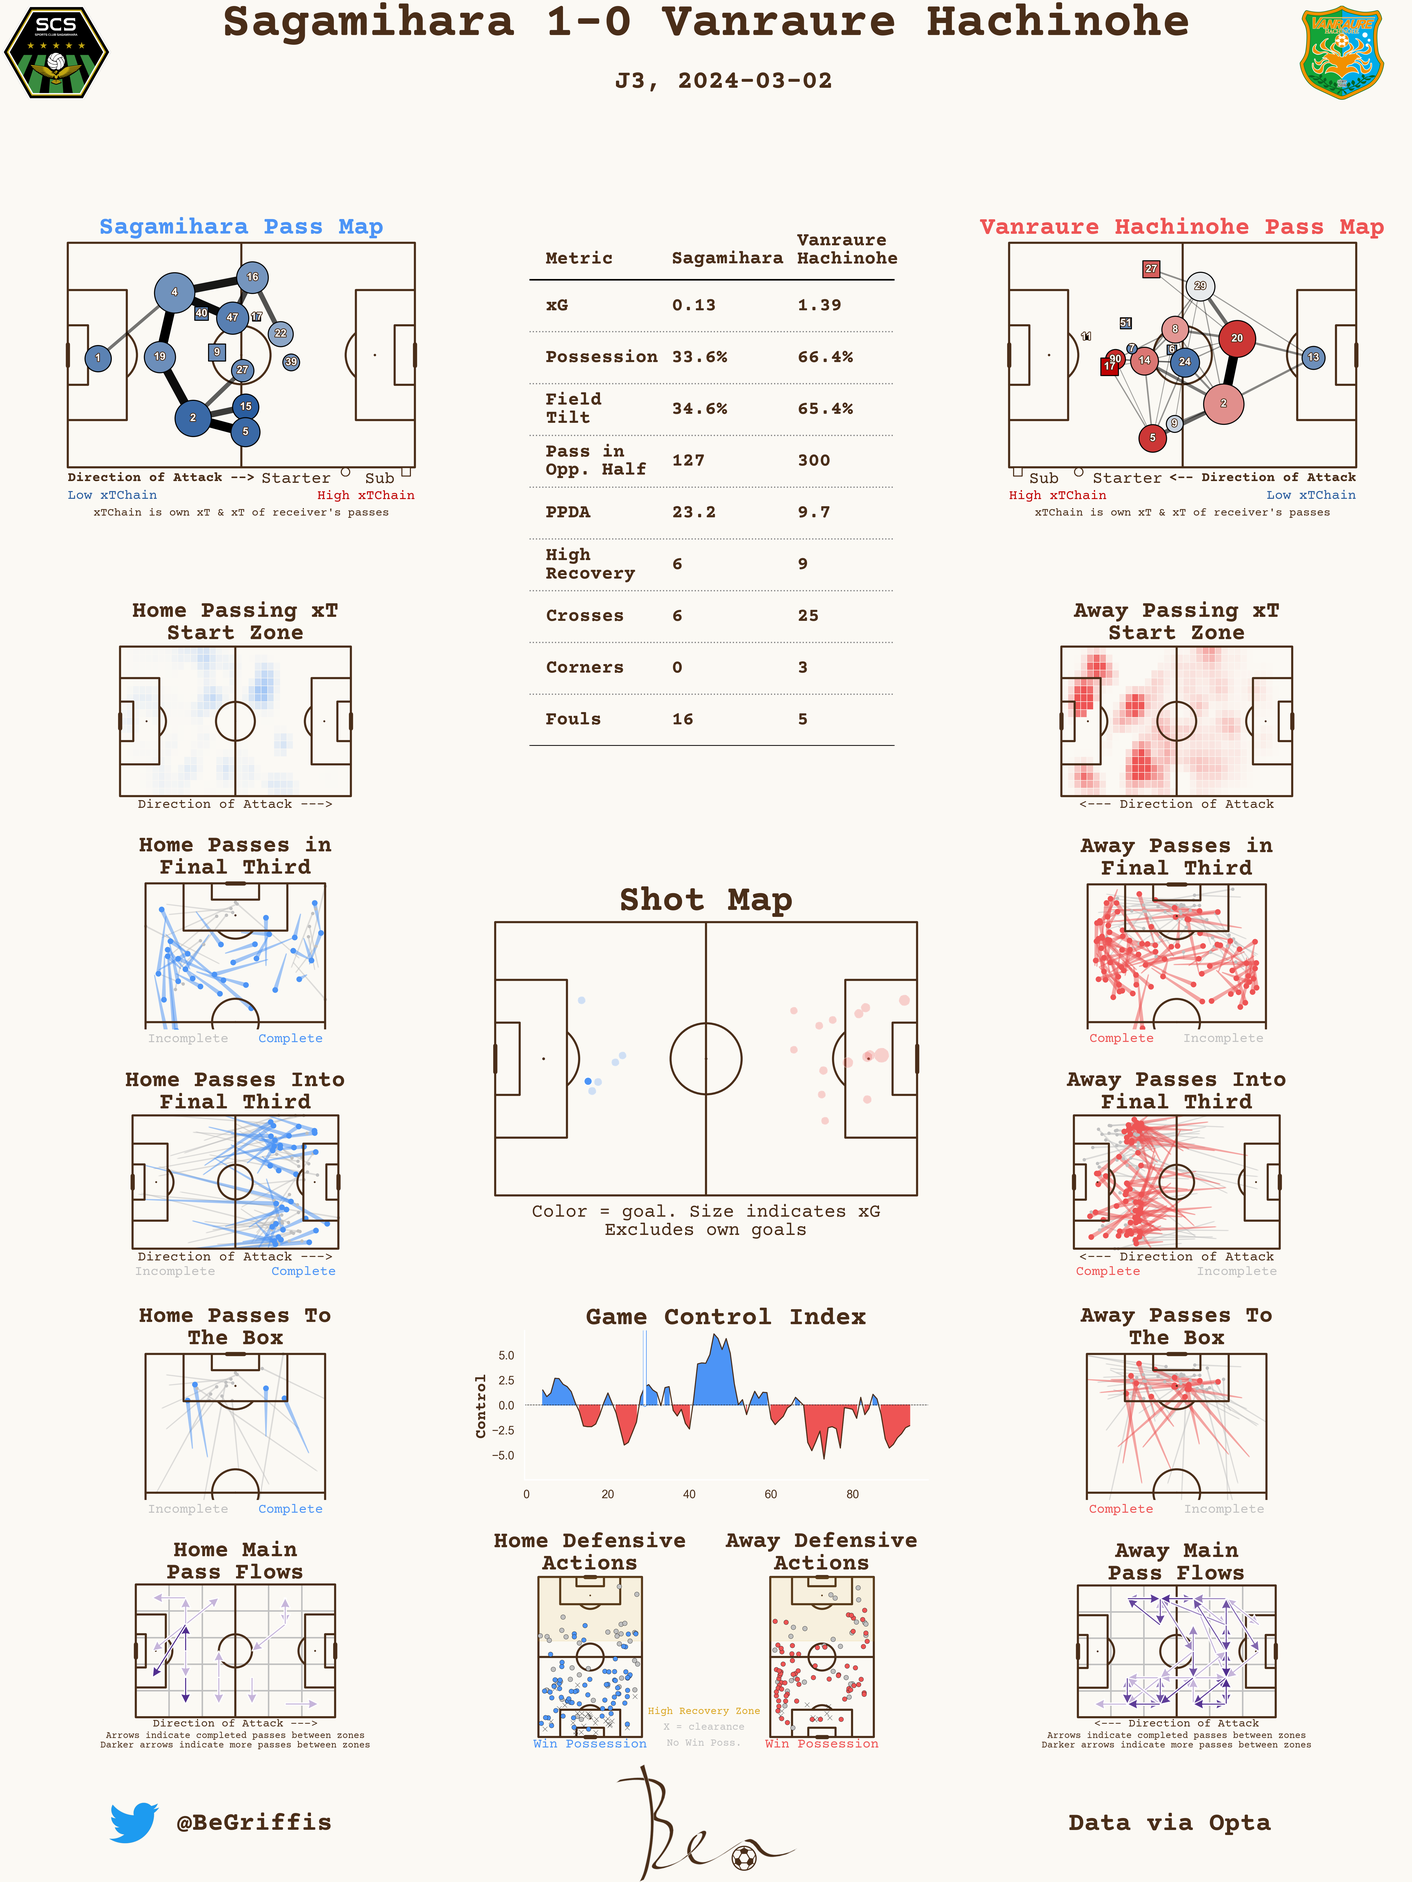 Sagamihara 1-0 Vanraure Hachinohe
SCS
SPORTS CLUB SAGAMIHARA
VANRAURE
HACHINOHE
J3, 2024-03-02
Sagamihara Pass Map
1
4
19
2
16
47
40
17
22
9
39
27
15
5
Direction of Attack --> Starter Sub
Low xTChain High xTChain
xTChain is own xT & xT of receiver's passes
Metric Sagamihara Vanraure Hachinohe
xG 0.13 1.39
Possession 33.6% 66.4%
Field Tilt 34.6% 65.4%
Pass in Opp. Half 127 300
PPDA 23.2 9.7
High Recovery 6 9
Crosses 6 25
Corners 0 3
Fouls 16 5
Vanraure Hachinohe Pass Map
27
29
51
8
20
11
7
6
90
17
14
24
13
2
9
5
Sub Starter <-- Direction of Attack
High xTChain Low xTChain
xTChain is own xT & xT of receiver's passes
Home Passing xT
Start Zone
Direction of Attack --->
Away Passing xT
Start Zone
<--- Direction of Attack
Home Passes in
Final Third
Incomplete Complete
Away Passes in
Final Third
Complete Incomplete
Shot Map
Color = goal. Size indicates xG
Excludes own goals
Home Passes Into
Final Third
Direction of Attack --->
Incomplete Complete
Away Passes Into
Final Third
<--- Direction of Attack
Complete Incomplete
Home Passes To
The Box
Incomplete Complete
Game Control Index
Control
5.0
2.5
0.0
−2.5
−5.0
0 20 40 60 80
Away Passes To
The Box
Complete Incomplete
Home Main
Pass Flows
Direction of Attack --->
Arrows indicate completed passes between zones
Darker arrows indicate more passes between zones
Home Defensive
Actions
Win Possession
High Recovery Zone
X = clearance
No Win Poss.
Away Defensive
Actions
Win Possession
Away Main
Pass Flows
<--- Direction of Attack
Arrows indicate completed passes between zones
Darker arrows indicate more passes between zones
@BeGriffis
Ben
Data via Opta